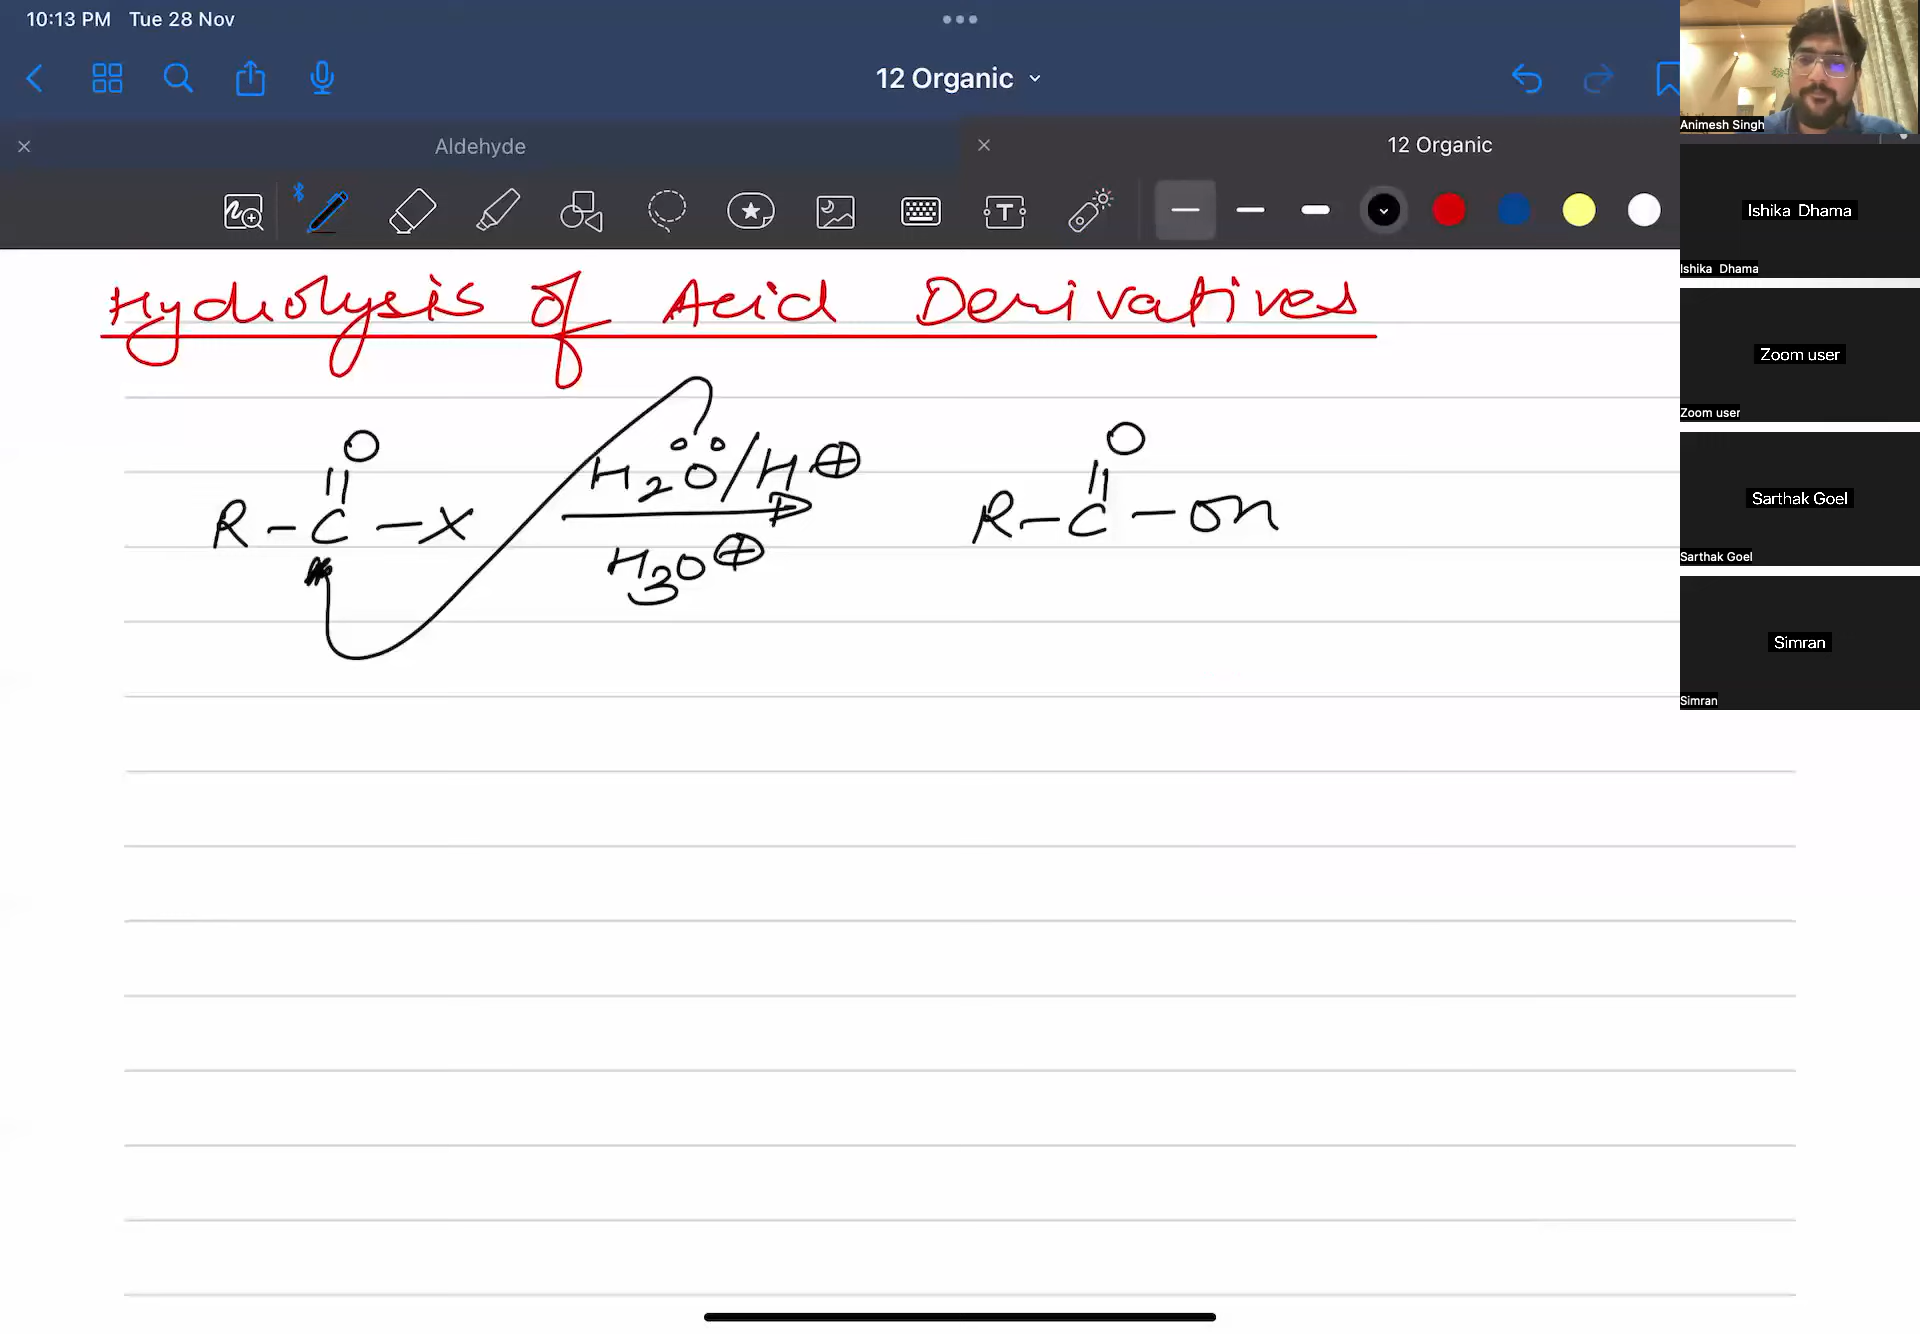 10:13 PM Tue 28 Nov
12 Organic
Aldehyde
12 Organic
Hydrolysis of Acid Derivatives
O
H2O/H⊕
R-C-X
H3O⊕
O
R-C-OH
Animesh Singh
Ishika Dhama
Ishika Dhama
Zoom user
Zoom user
Sarthak Goel
Sarthak Goel
Simran
Simran